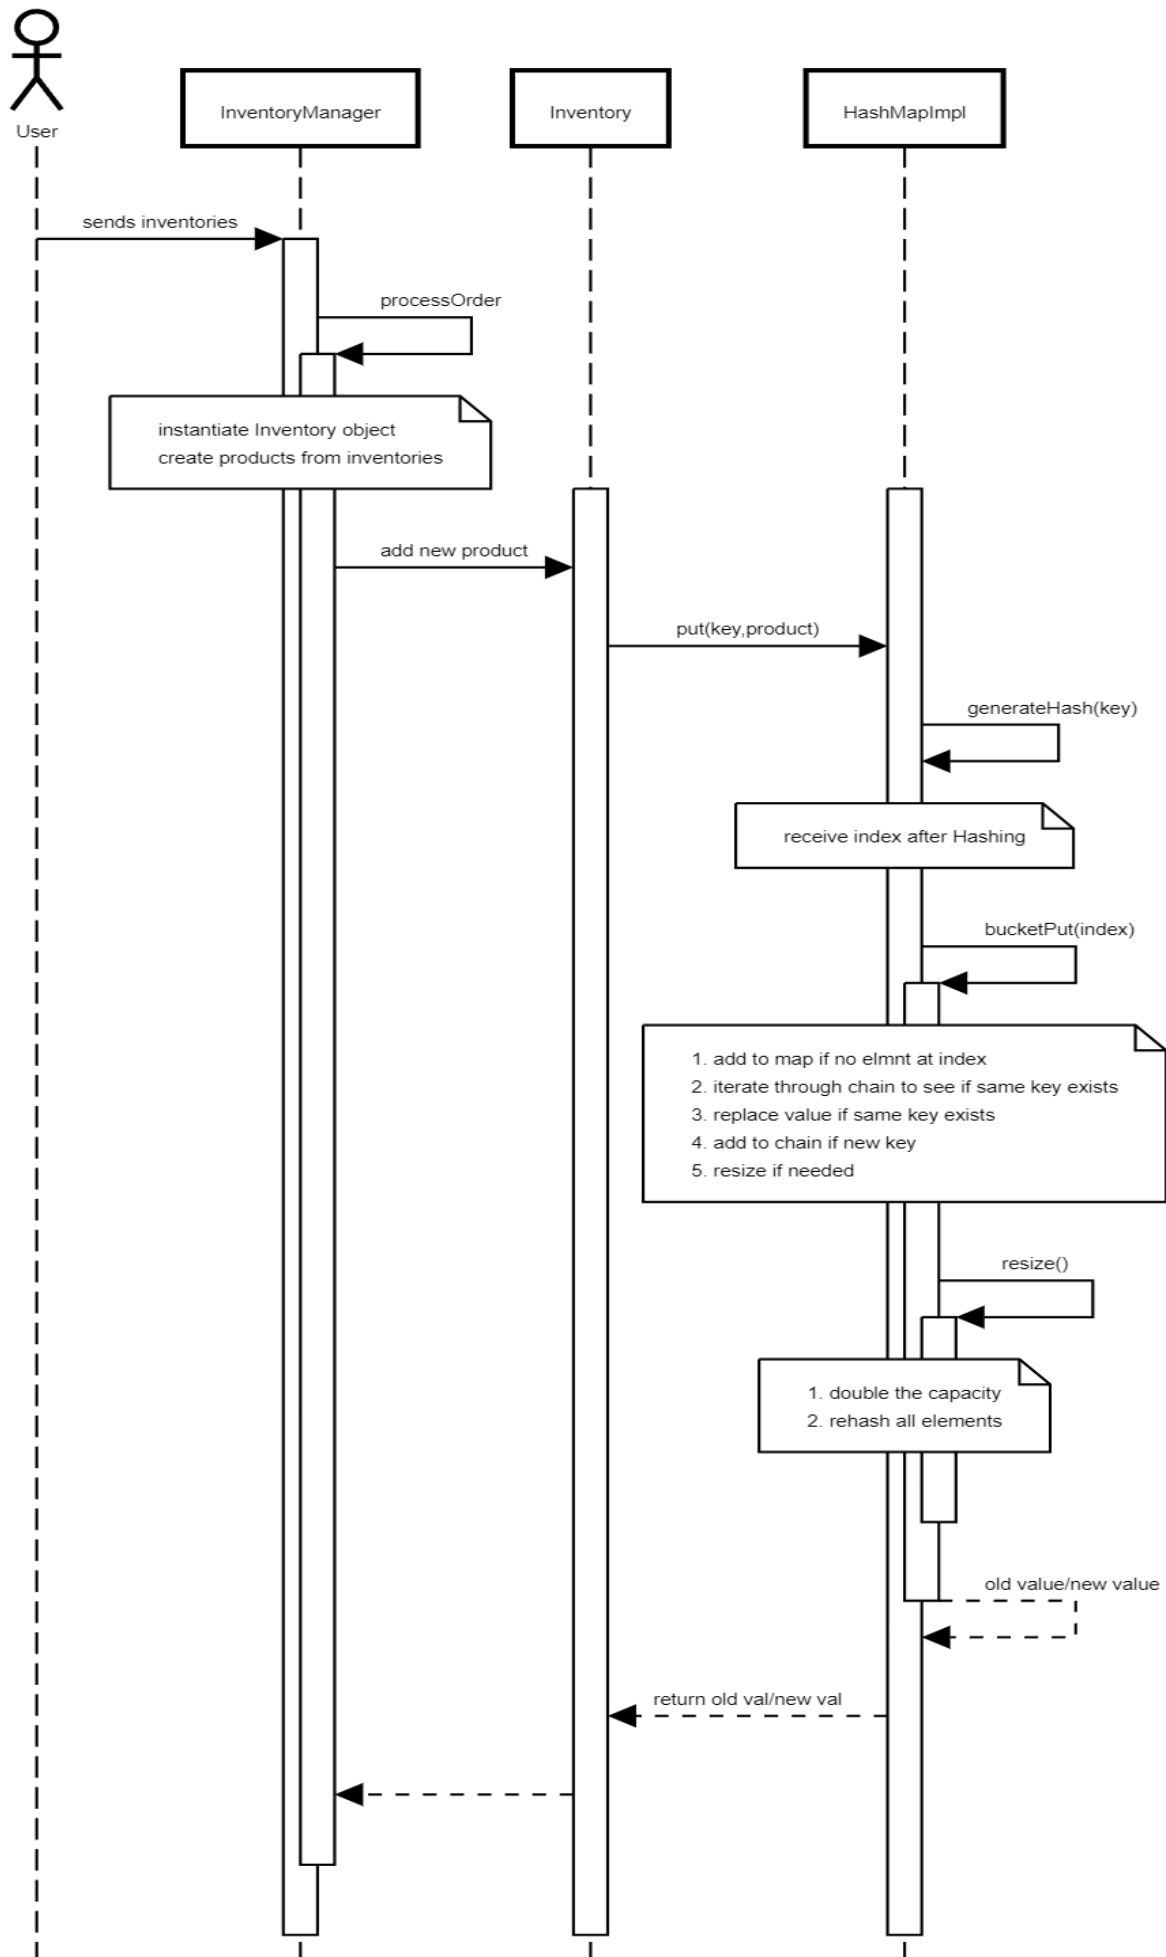 User
InventoryManager
Inventory
HashMapImpl
sends inventories
processOrder
instantiate Inventory object
create products from inventories
add new product
put(key,product)
generateHash(key)
receive index after Hashing
bucketPut(index)
1. add to map if no elmnt at index
2. iterate through chain to see if same key exists
3. replace value if same key exists
4. add to chain if new key
5. resize if needed
resize()
1. double the capacity
2. rehash all elements
old value/new value
return old val/new val